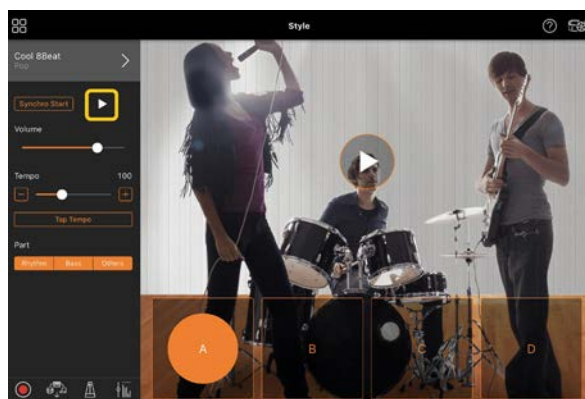 Style
Cool 8Beat
Pop
Synchro Start
Volume
Tempo 100
Tap Tempo
Part
Rhythm Bass Others
A B C D